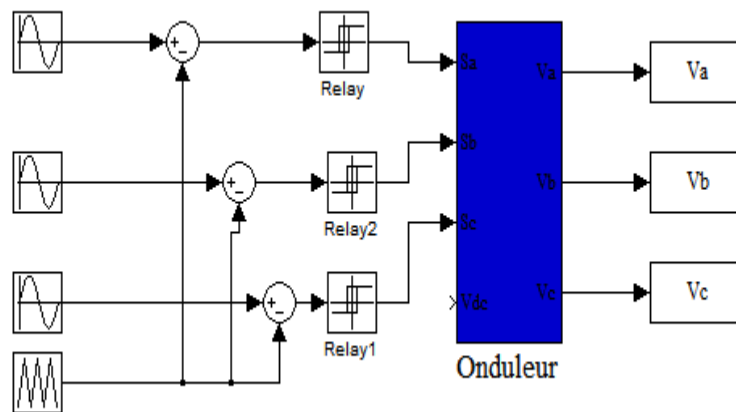 Relay
Sa
Va
Va
Relay2
Sb
Vb
Vb
Relay1
Sc
Vdc
Vc
Vc
Onduleur